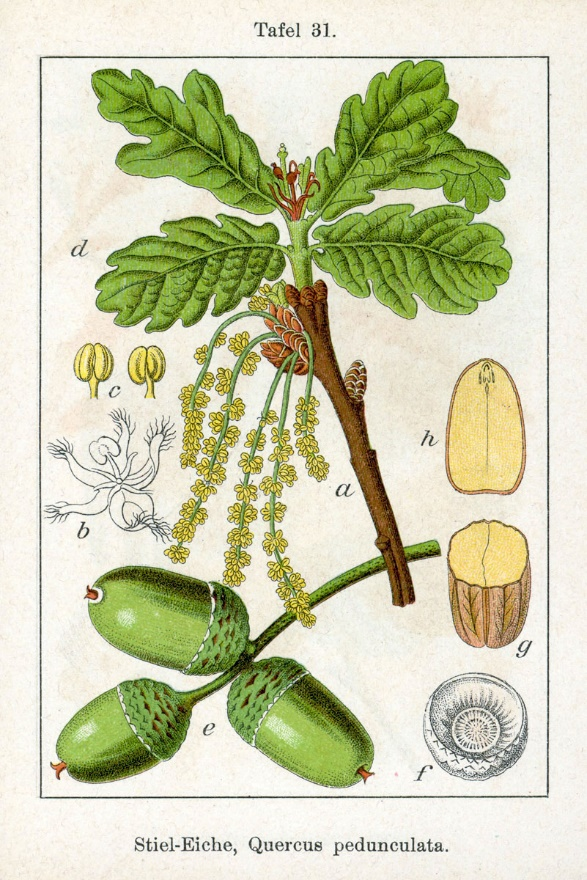 Tafel 31.
d
c
h
b
a
g
e
f
Stiel-Eiche, Quercus pedunculata.